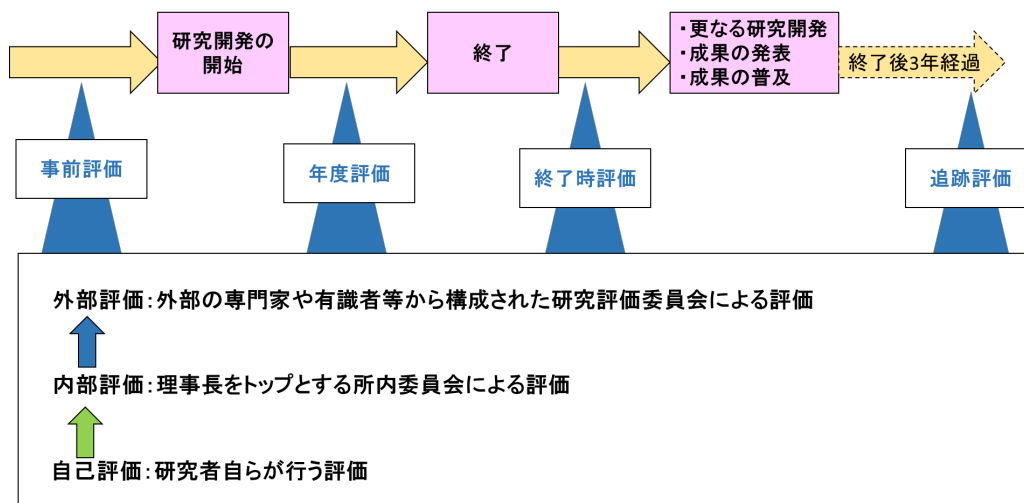 研究開発の
開始
終了
・更なる研究開発
・成果の発表
・成果の普及
終了後3年経過
事前評価
年度評価
終了時評価
追跡評価
外部評価：外部の専門家や有識者等から構成された研究評価委員会による評価
内部評価：理事長をトップとする所内委員会による評価
自己評価：研究者自らが行う評価